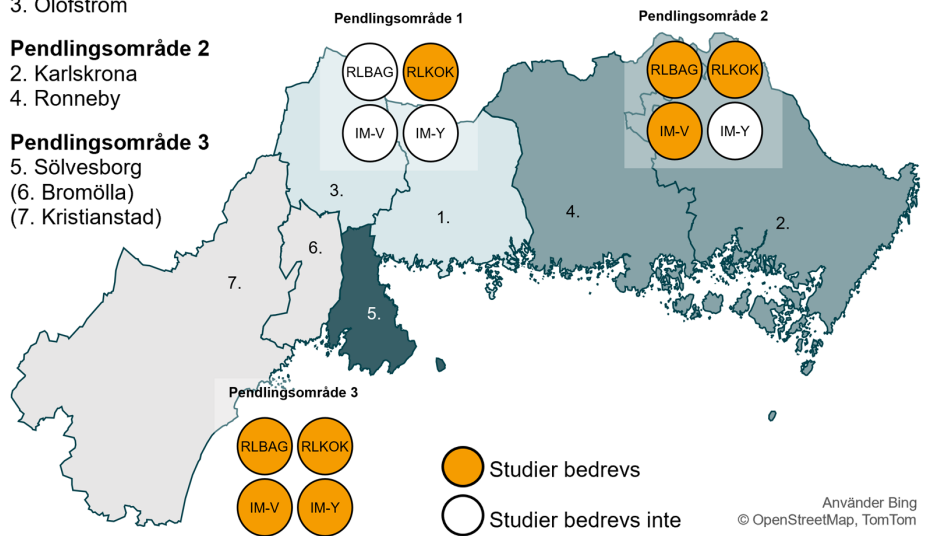 3. Olofström
Pendlingsområde 2
2. Karlskrona
4. Ronneby
Pendlingsområde 3
5. Sölvesborg
(6. Bromölla)
(7. Kristianstad)
Pendlingsområde 1
RLBAG RLKOK
IM-V IM-Y
Pendlingsområde 2
RLBAG RLKOK
IM-V IM-Y
3.
1.
4.
2.
6.
7.
5.
Pendlingsområde 3
RLBAG RLKOK
IM-V IM-Y
Studier bedrevs
Studier bedrevs inte
Använder Bing
© OpenStreetMap, TomTom